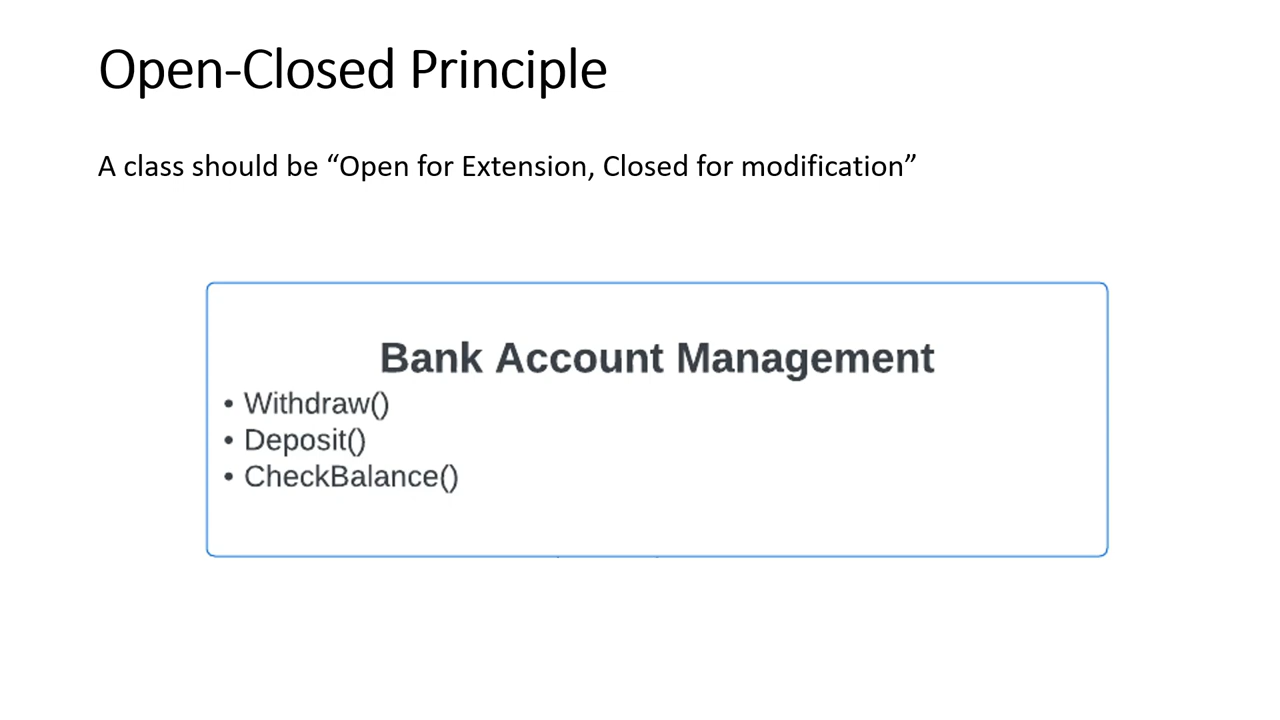 Open-Closed Principle
A class should be “Open for Extension, Closed for modification”
Bank Account Management
• Withdraw()
• Deposit()
• CheckBalance()